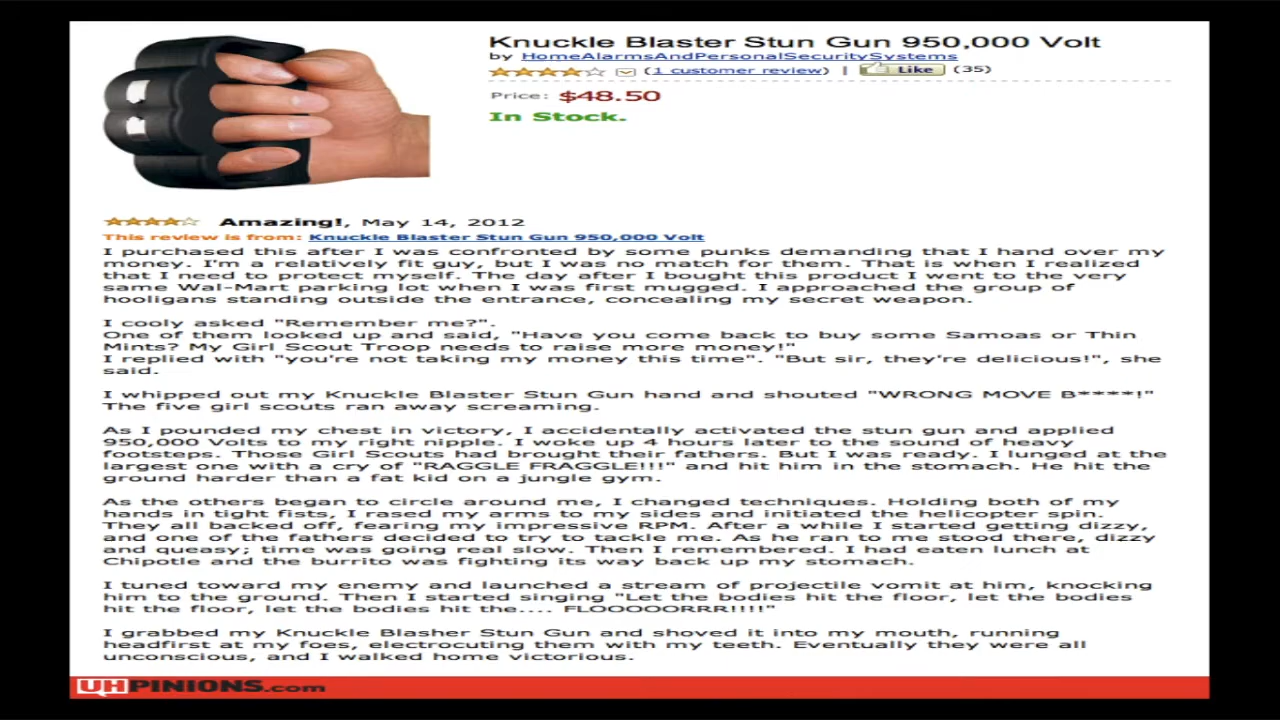 Knuckle Blaster Stun Gun 950,000 Volt
by HomeAlarmsAndPersonalSecuritySystems
(1 customer review) | Like (35)
Price: $48.50
In Stock.
Amazing!, May 14, 2012
This review is from: Knuckle Blaster Stun Gun 950,000 Volt
I purchased this after I was confronted by some punks demanding that I hand over my
money. I'm a relatively fit guy, but I was no match for them. That is when I realized
that I need to protect myself. The day after I bought this product I went to the very
same Wal-Mart parking lot when I was first mugged. I approached the group of
hooligans standing outside the entrance, concealing my secret weapon.
I cooly asked "Remember me?".
One of them looked up and said, "Have you come back to buy some Samoas or Thin
Mints? My Girl Scout Troop needs to raise more money!"
I replied with "you're not taking my money this time". "But sir, they're delicious!", she
said.
I whipped out my Knuckle Blaster Stun Gun hand and shouted "WRONG MOVE B****!"
The five girl scouts ran away screaming.
As I pounded my chest in victory, I accidentally activated the stun gun and applied
950,000 Volts to my right nipple. I woke up 4 hours later to the sound of heavy
footsteps. Those Girl Scouts had brought their fathers. But I was ready. I lunged at the
largest one with a cry of "RAGGLE FRAGGLE!!!" and hit him in the stomach. He hit the
ground harder than a fat kid on a jungle gym.
As the others began to circle around me, I changed techniques. Holding both of my
hands in tight fists, I rased my arms to my sides and initiated the helicopter spin.
They all backed off, fearing my impressive RPM. After a while I started getting dizzy,
and one of the fathers decided to try to tackle me. As he ran to me stood there, dizzy
and queasy; time was going real slow. Then I remembered. I had eaten lunch at
Chipotle and the burrito was fighting its way back up my stomach.
I tuned toward my enemy and launched a stream of projectile vomit at him, knocking
him to the ground. Then I started singing "Let the bodies hit the floor, let the bodies
hit the floor, let the bodies hit the.... FLOOOOORRR!!!!"
I grabbed my Knuckle Blasher Stun Gun and shoved it into my mouth, running
headfirst at my foes, electrocuting them with my teeth. Eventually they were all
unconscious, and I walked home victorious.
UHPINIONS.com